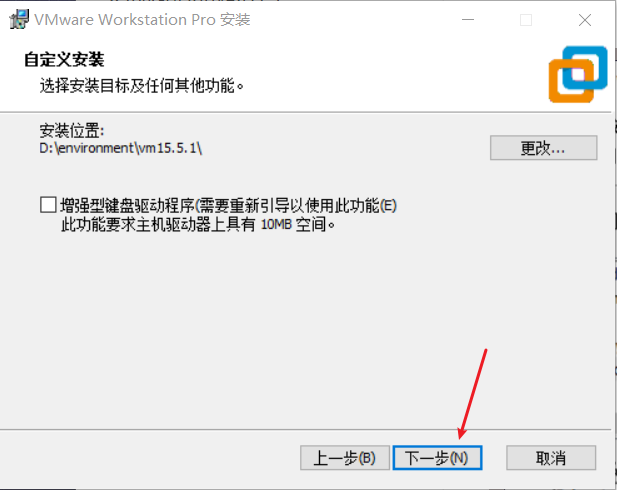 VMware Workstation Pro 安装
自定义安装
选择安装目标及任何其他功能。
安装位置:
D:\environment\vm15.5.1\
更改...
增强型键盘驱动程序(需要重新引导以使用此功能(E)
此功能要求主机驱动器上具有 10MB 空间。
上一步(B) 下一步(N) 取消